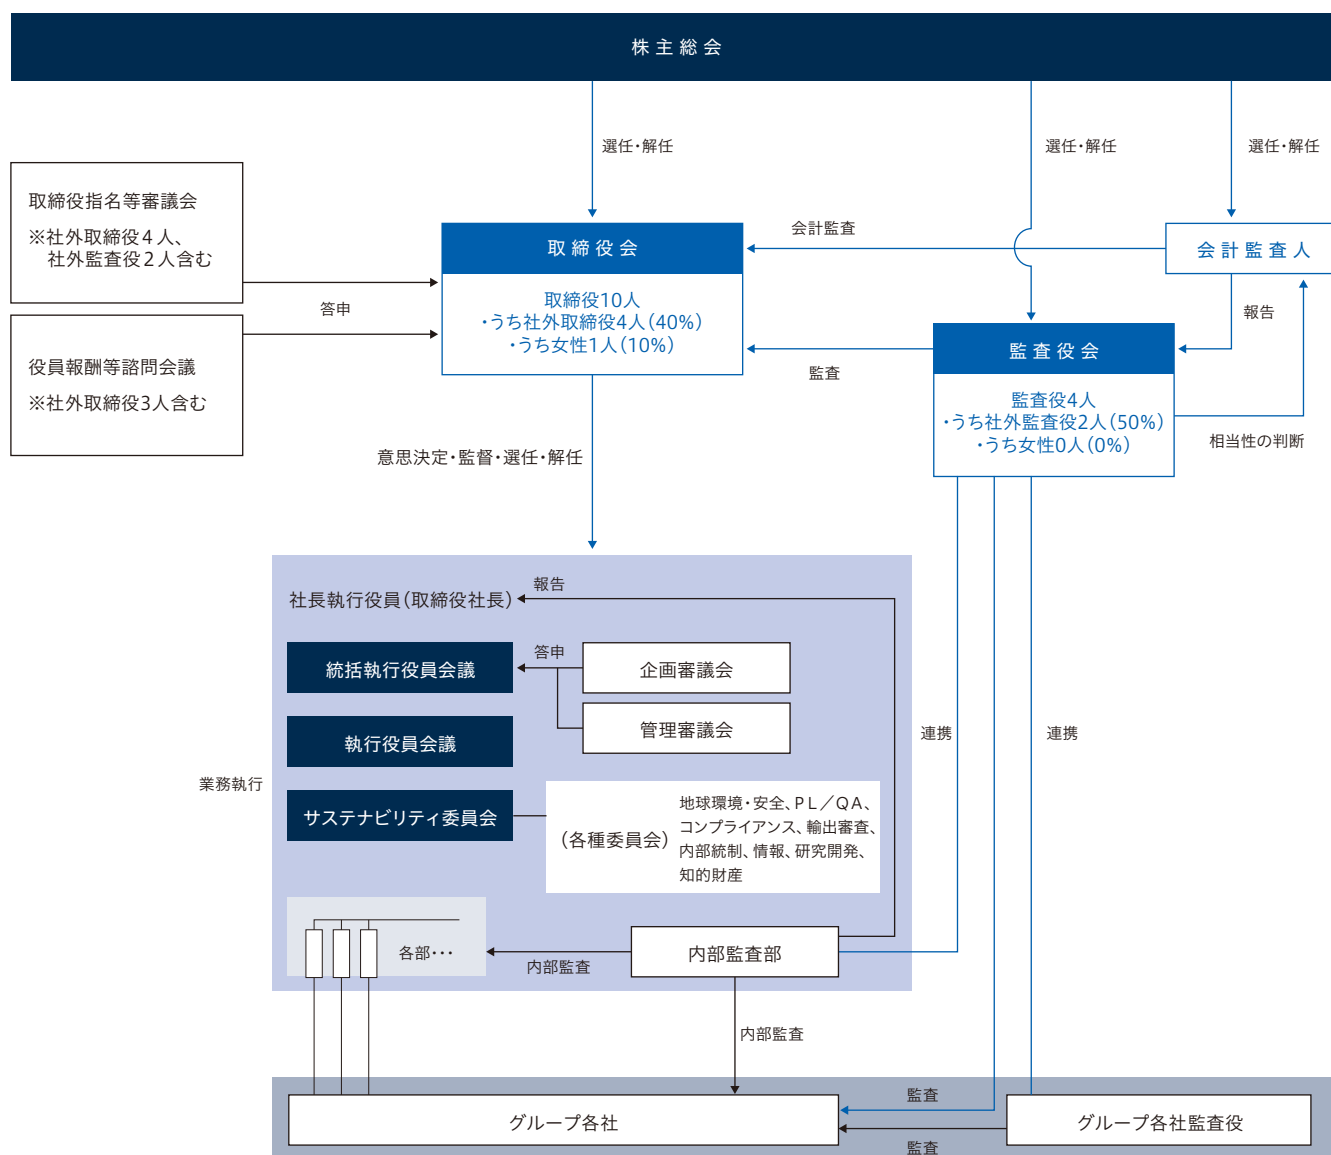 株主総会
選任・解任
選任・解任
選任・解任
取締役指名等審議会
※社外取締役4人、
社外監査役2人含む
役員報酬等諮問会議
※社外取締役3人含む
答申
取締役会
取締役10人
・うち社外取締役4人(40%)
・うち女性1人(10%)
会計監査
会計監査人
報告
監査
監査役会
監査役4人
・うち社外監査役2人(50%)
・うち女性0人(0%)
相当性の判断
意思決定・監督・選任・解任
業務執行
社長執行役員(取締役社長)
報告
統括執行役員会議
答申
企画審議会
管理審議会
執行役員会議
サステナビリティ委員会
(各種委員会)
地球環境・安全、PL/QA、
コンプライアンス、輸出審査、
内部統制、情報、研究開発、
知的財産
連携
連携
各部・・・
内部監査
内部監査部
内部監査
グループ各社
監査
監査
グループ各社監査役